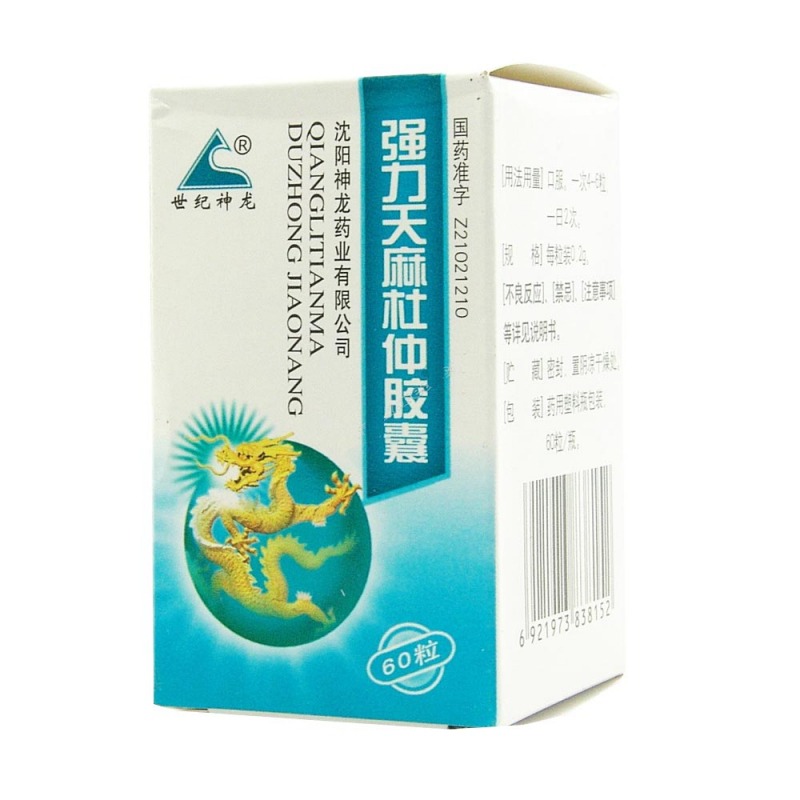 ®
世纪神龙
国药准字 Z21021210
强力天麻杜仲胶囊
沈阳神龙药业有限公司
QIANGLITIANMA
DUZHONG JIAONANG
60粒
[用法用量] 口服，一次4-6粒
一日2次。
[规 格] 每粒装0.2g。
[不良反应]、[禁忌]、[注意事项]
等详见说明书。
[贮 藏] 密封，置阴凉干燥处。
[包 装] 药用塑料瓶包装，
60粒/瓶。
6 921973 838152